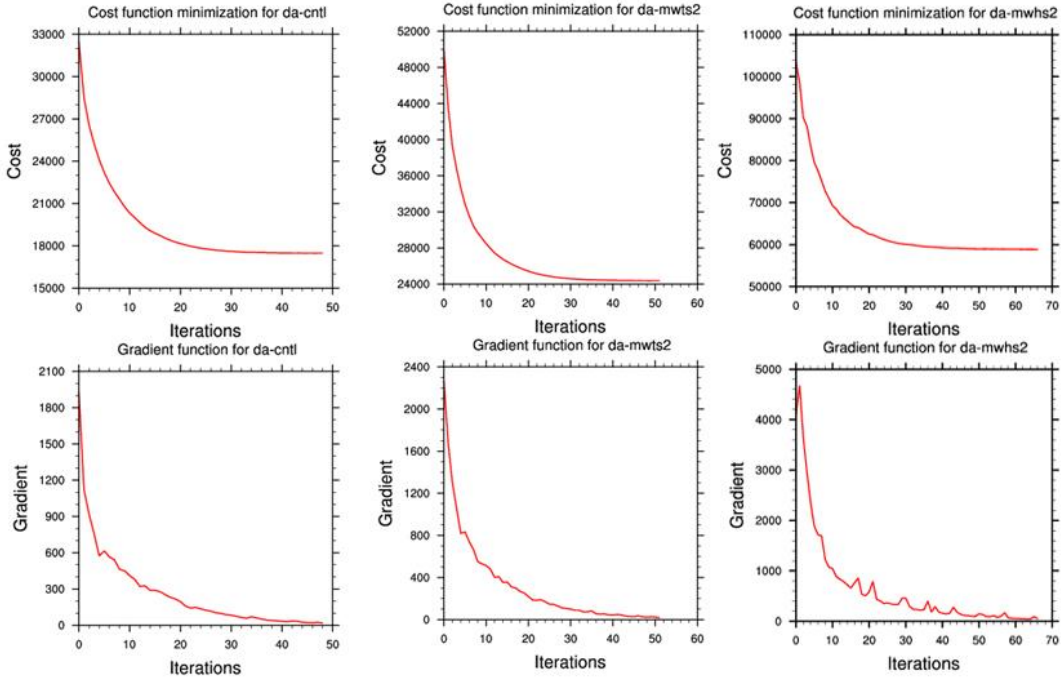 Cost function minimization for da-cntl
33000
30000
27000
24000
21000
18000
15000
Cost
0 10 20 30 40 50
Iterations
Cost function minimization for da-mwts2
52000
48000
44000
40000
36000
32000
28000
24000
Cost
0 10 20 30 40 50 60
Iterations
Cost function minimization for da-mwhs2
110000
100000
90000
80000
70000
60000
50000
Cost
0 10 20 30 40 50 60 70
Iterations
Gradient function for da-cntl
2100
1800
1500
1200
900
600
300
0
Gradient
0 10 20 30 40 50
Iterations
Gradient function for da-mwts2
2400
2000
1600
1200
800
400
0
Gradient
0 10 20 30 40 50 60
Iterations
Gradient function for da-mwhs2
5000
4000
3000
2000
1000
0
Gradient
0 10 20 30 40 50 60 70
Iterations